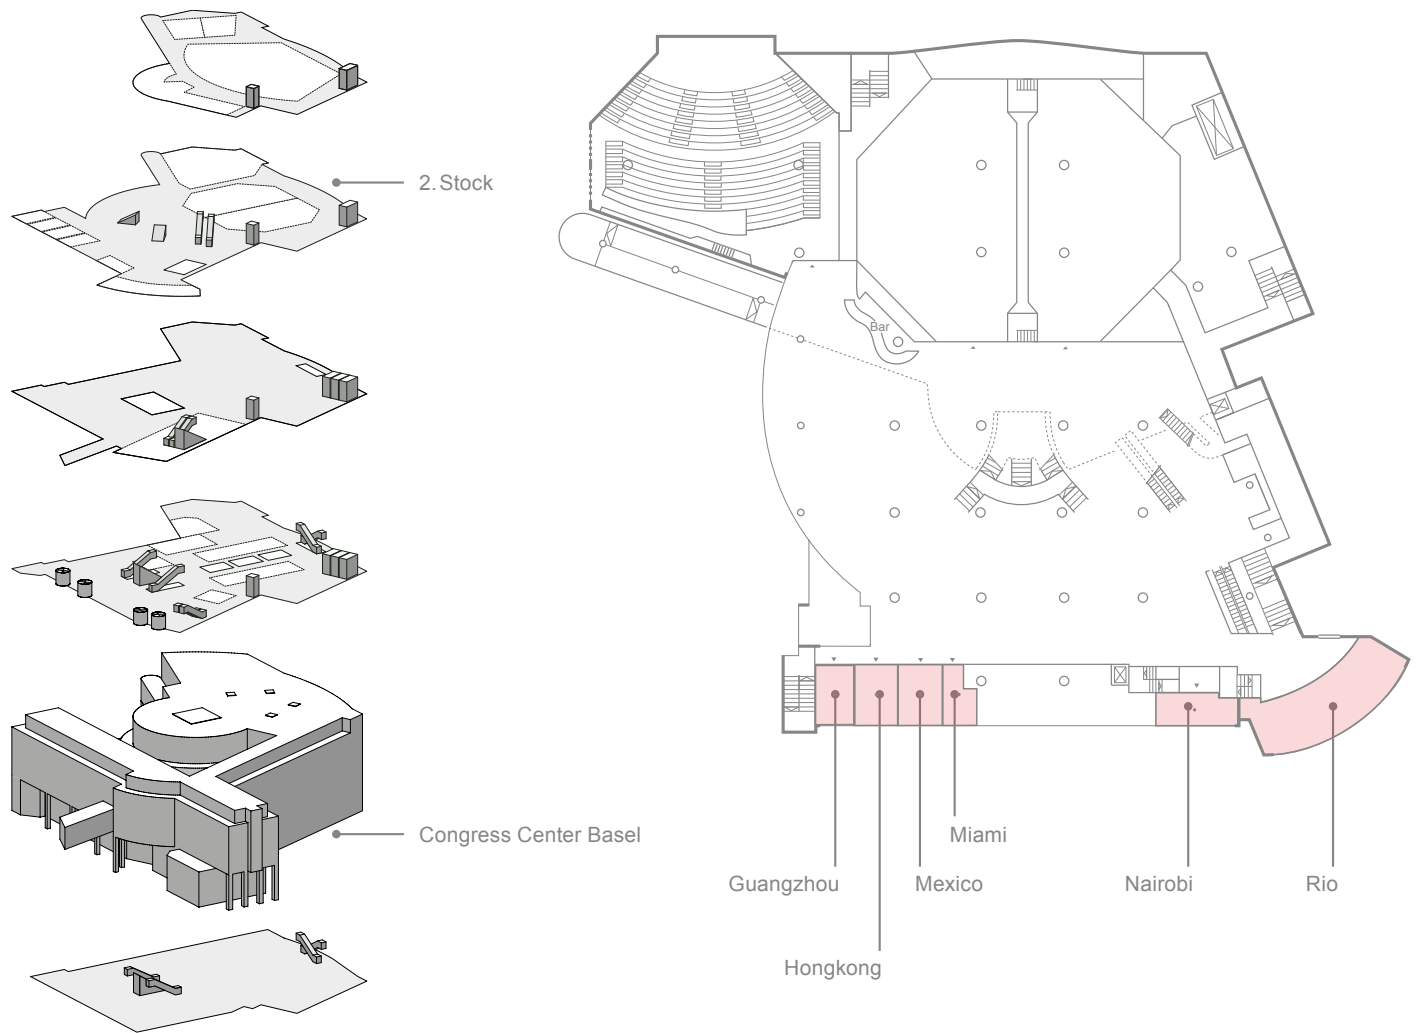 2. Stock
Bar
Congress Center Basel
Miami
Guangzhou
Mexico
Nairobi
Rio
Hongkong